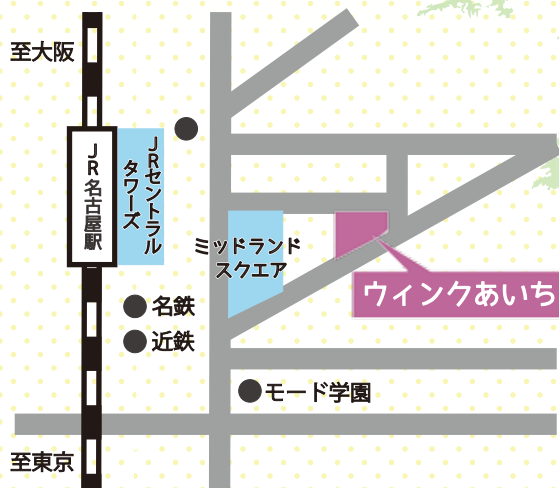 至大阪
JR名古屋駅
JRセントラル
タワーズ
ミッドランド
スクエア
ウィンクあいち
名鉄
近鉄
モード学園
至東京